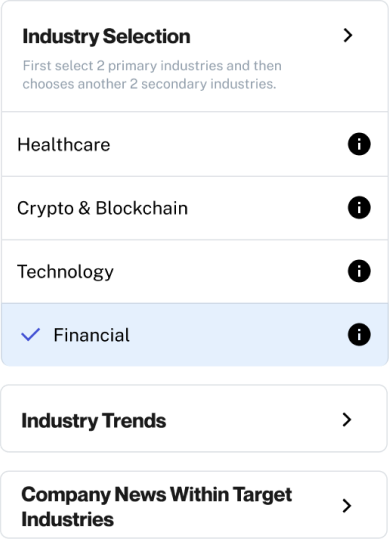 Industry Selection
First select 2 primary industries and then
chooses another 2 secondary industries.
Healthcare
Crypto & Blockchain
Technology
Financial
Industry Trends
Company News Within Target
Industries